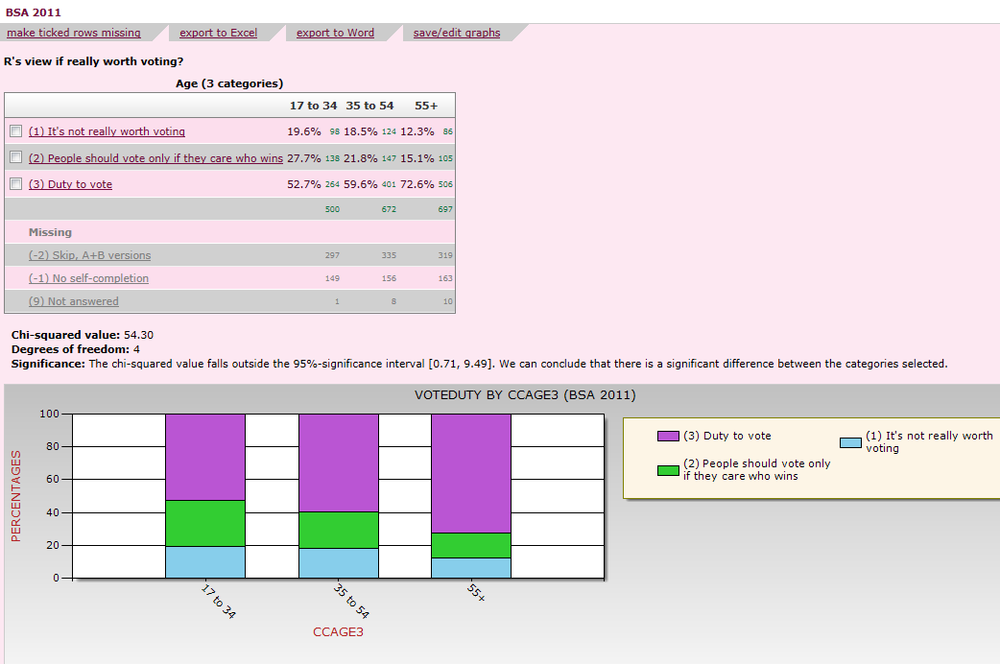 BSA 2011
make ticked rows missing export to Excel export to Word save/edit graphs
R's view if really worth voting?
Age (3 categories)
17 to 34 35 to 54 55+
(1) It's not really worth voting 19.6% 98 18.5% 124 12.3% 86
(2) People should vote only if they care who wins 27.7% 138 21.8% 147 15.1% 105
(3) Duty to vote 52.7% 264 59.6% 401 72.6% 506
500 672 697
Missing
(-2) Skip, A+B versions 297 335 319
(-1) No self-completion 149 156 163
(9) Not answered 1 8 10
Chi-squared value: 54.30
Degrees of freedom: 4
Significance: The chi-squared value falls outside the 95%-significance interval [0.71, 9.49]. We can conclude that there is a significant difference between the categories selected.
VOTEDUTY BY CCAGE3 (BSA 2011)
PERCENTAGES
100
80
60
40
20
0
17 to 34
35 to 54
55+
CCAGE3
(3) Duty to vote
(1) It's not really worth
voting
(2) People should vote only
if they care who wins